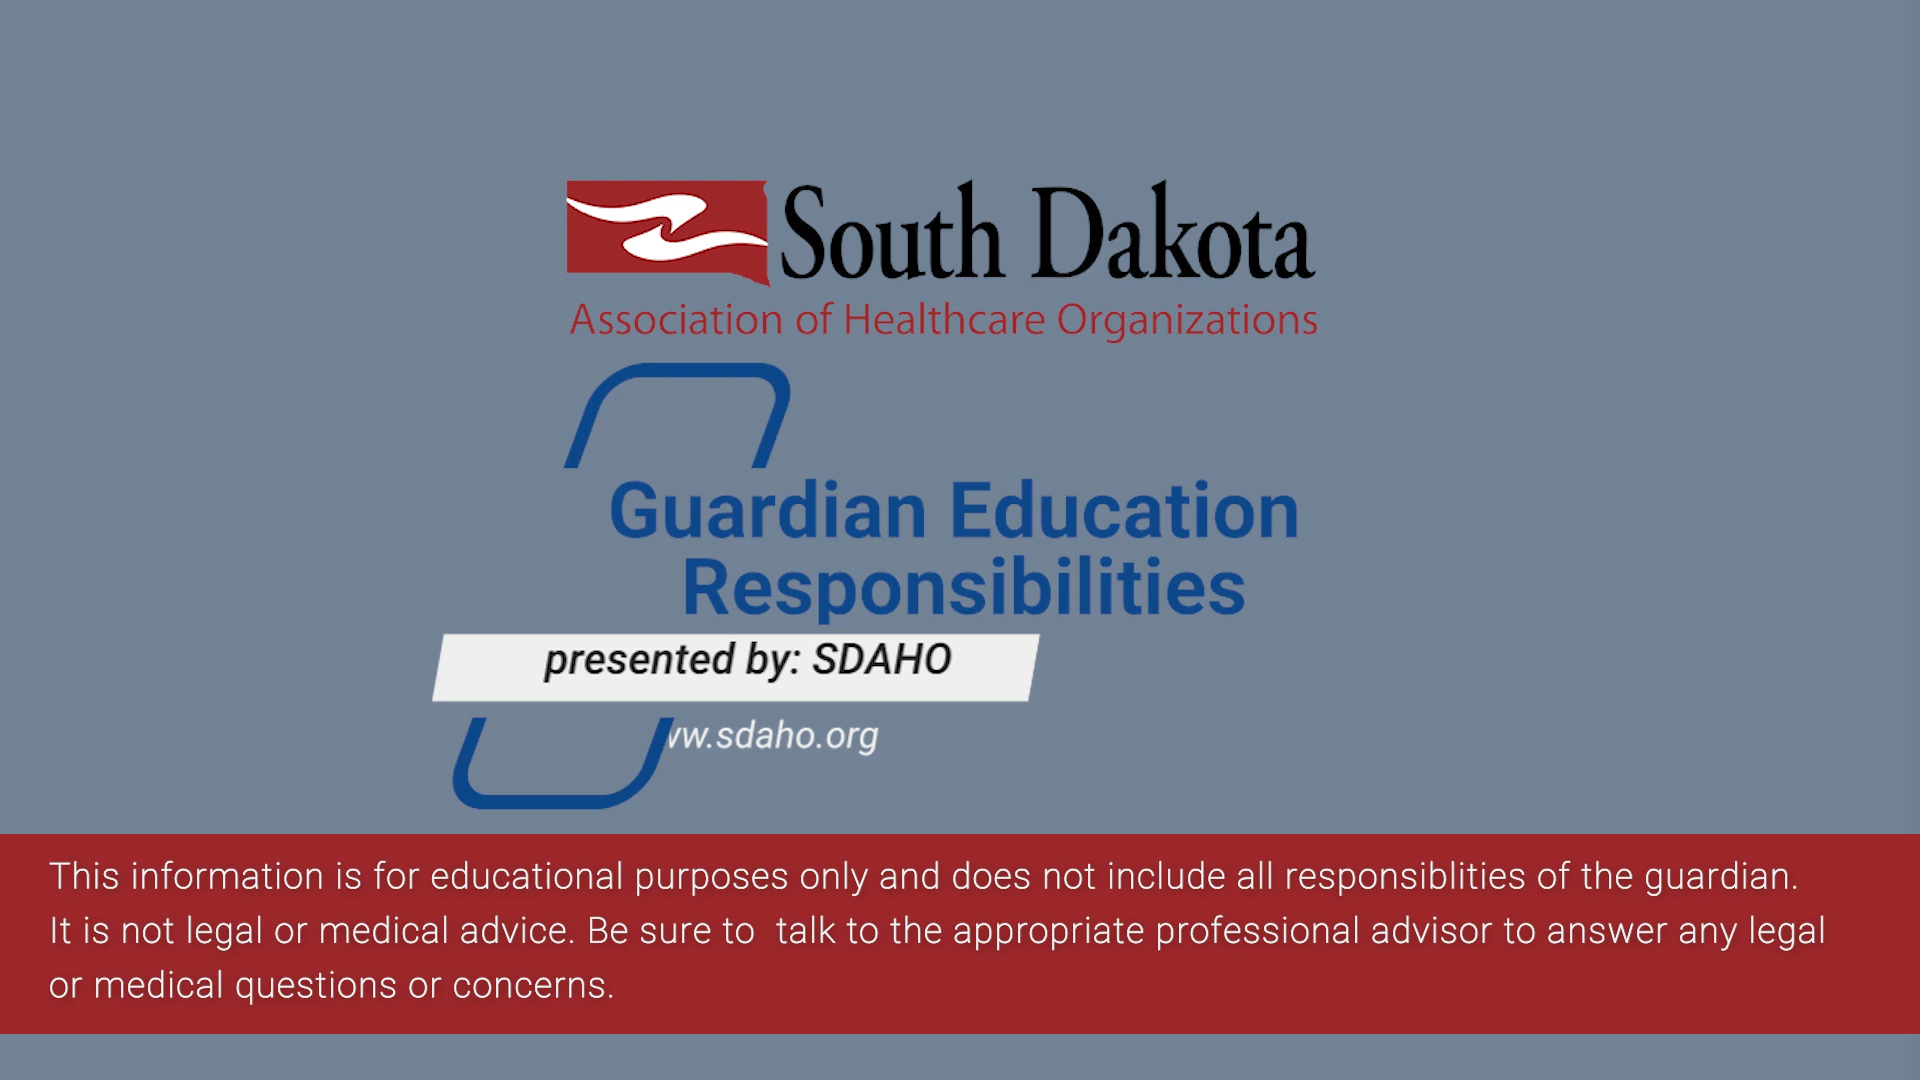 South Dakota
Association of Healthcare Organizations
Guardian Education
Responsibilities
presented by: SDAHO
w.sdaho.org
This information is for educational purposes only and does not include all responsiblities of the guardian.
It is not legal or medical advice. Be sure to  talk to the appropriate professional advisor to answer any legal
or medical questions or concerns.